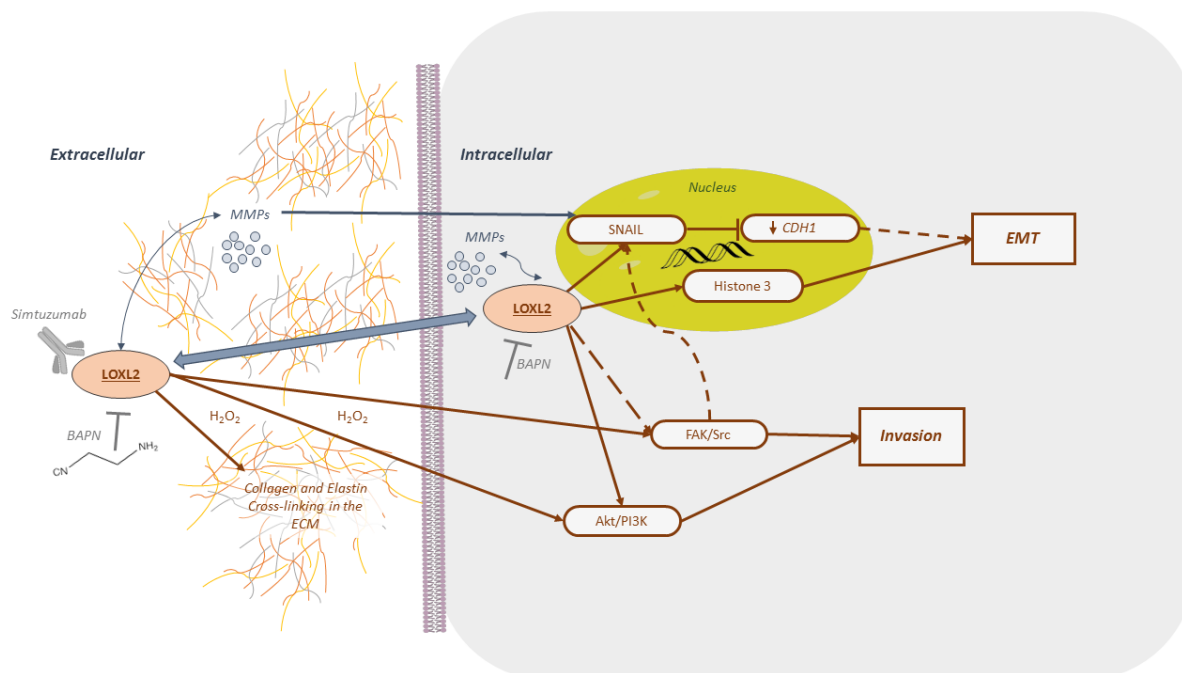 Extracellular
Intracellular
Nucleus
MMPs
SNAIL
↓ CDH1
EMT
MMPs
Histone 3
Simtuzumab
LOXL2
BAPN
LOXL2
H₂O₂
H₂O₂
BAPN
NH₂
CN
FAK/Src
Invasion
Collagen and Elastin
Cross-linking in the
ECM
Akt/PI3K